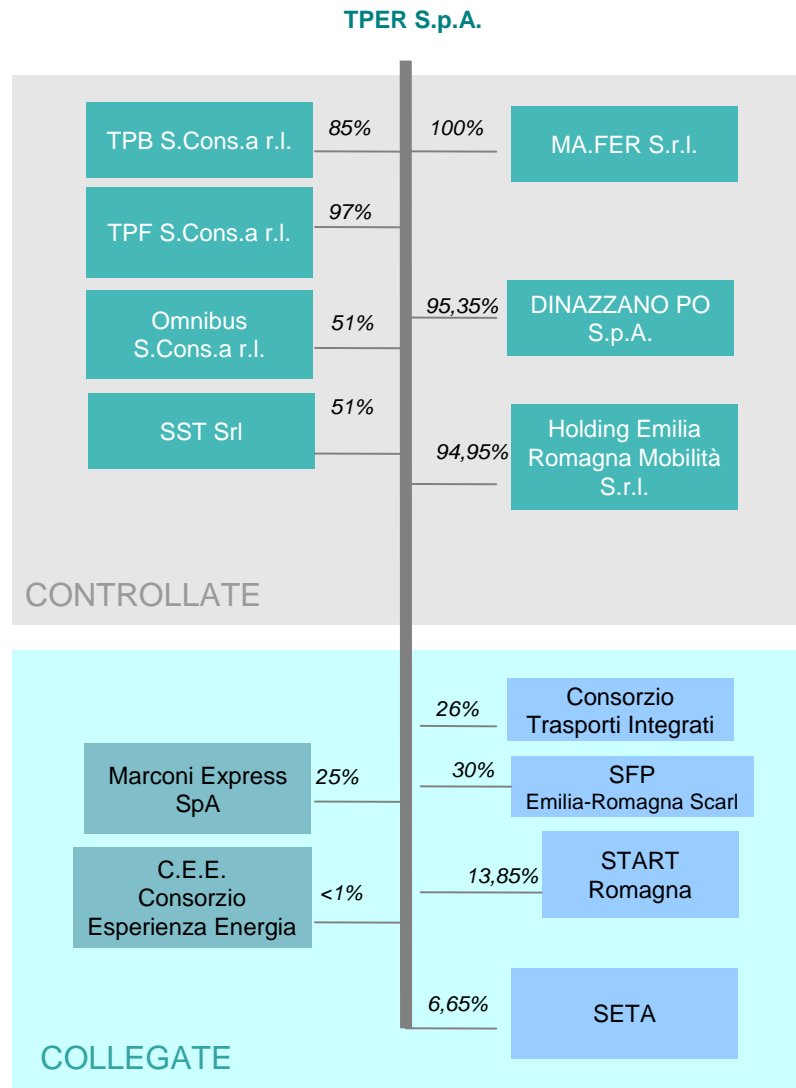 TPER S.p.A.
TPB S.Cons.a r.l.
85%
100%
MA.FER S.r.l.
TPF S.Cons.a r.l.
97%
Omnibus
S.Cons.a r.l.
51%
95,35%
DINAZZANO PO
S.p.A.
SST Srl
51%
94,95%
Holding Emilia
Romagna Mobilità
S.r.l.
CONTROLLATE
26%
Consorzio
Trasporti Integrati
Marconi Express
SpA
25%
30%
SFP
Emilia-Romagna Scarl
C.E.E.
Consorzio
Esperienza Energia
<1%
13,85%
START
Romagna
6,65%
SETA
COLLEGATE